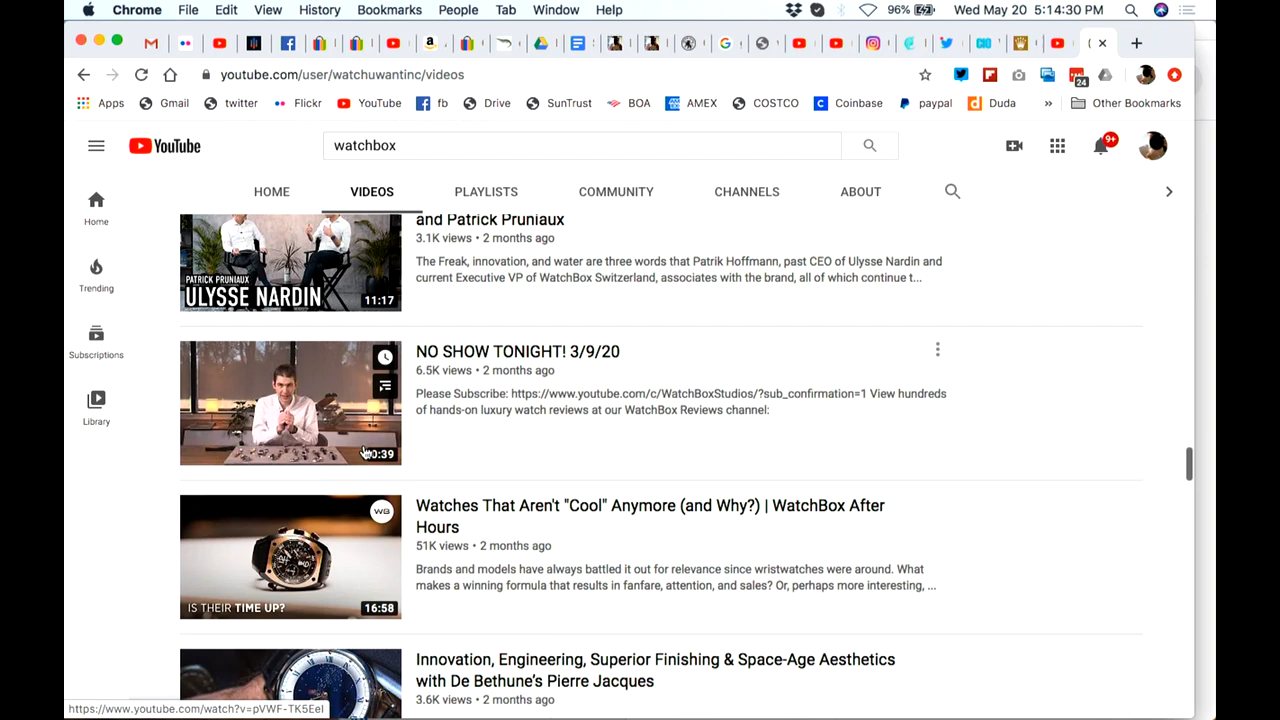 Chrome File Edit View History Bookmarks People Tab Window Help 96% Wed May 20 5:14:30 PM
youtube.com/user/watchuwantinc/videos 24
Apps Gmail twitter Flickr YouTube fb Drive SunTrust BOA AMEX COSTCO Coinbase paypal Duda » Other Bookmarks
YouTube watchbox 9+
HOME VIDEOS PLAYLISTS COMMUNITY CHANNELS ABOUT
Home
Trending
Subscriptions
Library
and Patrick Pruniaux
3.1K views • 2 months ago
The Freak, innovation, and water are three words that Patrik Hoffmann, past CEO of Ulysse Nardin and
current Executive VP of WatchBox Switzerland, associates with the brand, all of which continue t...
PATRICK PRUNIAUX
ULYSSE NARDIN 11:17
NO SHOW TONIGHT! 3/9/20
6.5K views • 2 months ago
Please Subscribe: https://www.youtube.com/c/WatchBoxStudios/?sub_confirmation=1 View hundreds
of hands-on luxury watch reviews at our WatchBox Reviews channel:
0:39
Watches That Aren't "Cool" Anymore (and Why?) | WatchBox After
Hours
51K views • 2 months ago
Brands and models have always battled it out for relevance since wristwatches were around. What
makes a winning formula that results in fanfare, attention, and sales? Or, perhaps more interesting, ...
IS THEIR TIME UP? 16:58
Innovation, Engineering, Superior Finishing & Space-Age Aesthetics
with De Bethune's Pierre Jacques
3.6K views • 2 months ago
https://www.youtube.com/watch?v=pVWF-TK5EeI